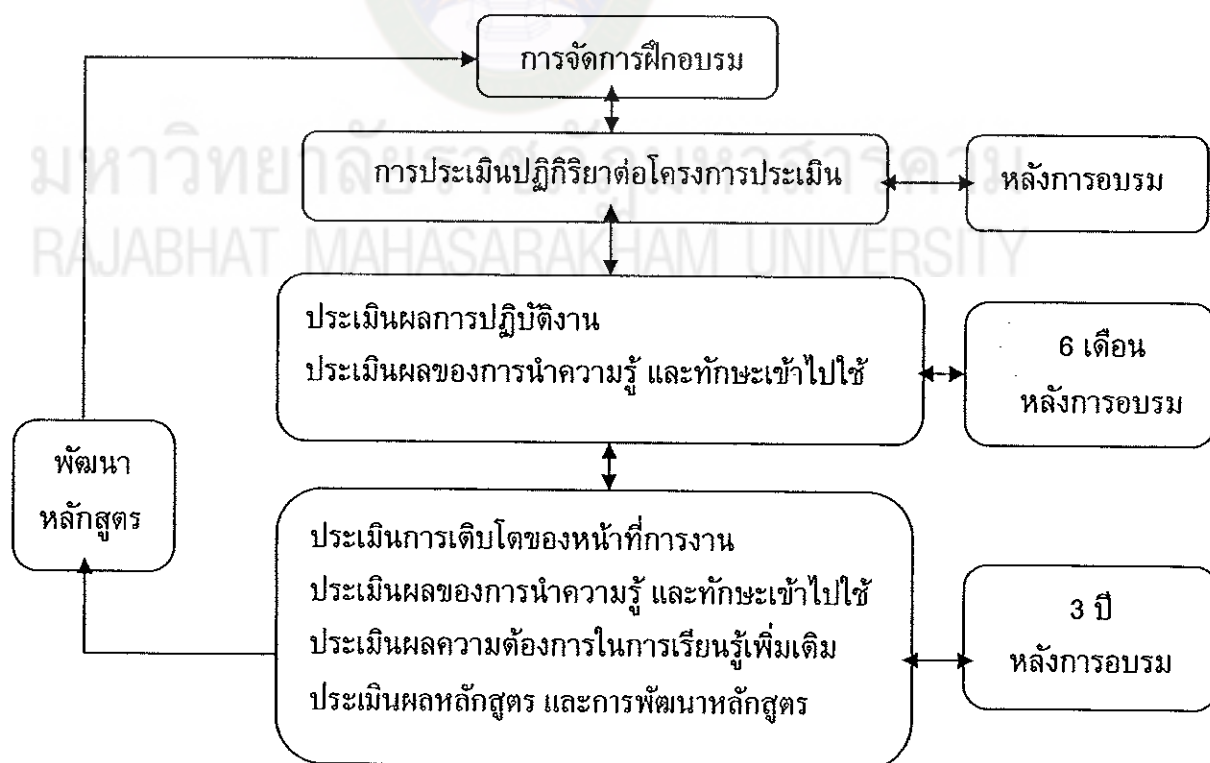 การจัดการฝึกอบรม
การประเมินปฏิกิริยาต่อโครงการประเมิน
หลังการอบรม
มหาวิทยาลัยราชภัฏมหาสารคาม
RAJABHAT MAHASARAKHAM UNIVERSITY
ประเมินผลการปฏิบัติงาน
ประเมินผลของการนำความรู้ และทักษะเข้าไปใช้
6 เดือน
หลังการอบรม
พัฒนา
หลักสูตร
ประเมินการเติบโตของหน้าที่การงาน
ประเมินผลของการนำความรู้ และทักษะเข้าไปใช้
ประเมินผลความต้องการในการเรียนรู้เพิ่มเติม
ประเมินผลหลักสูตร และการพัฒนาหลักสูตร
3 ปี
หลังการอบรม